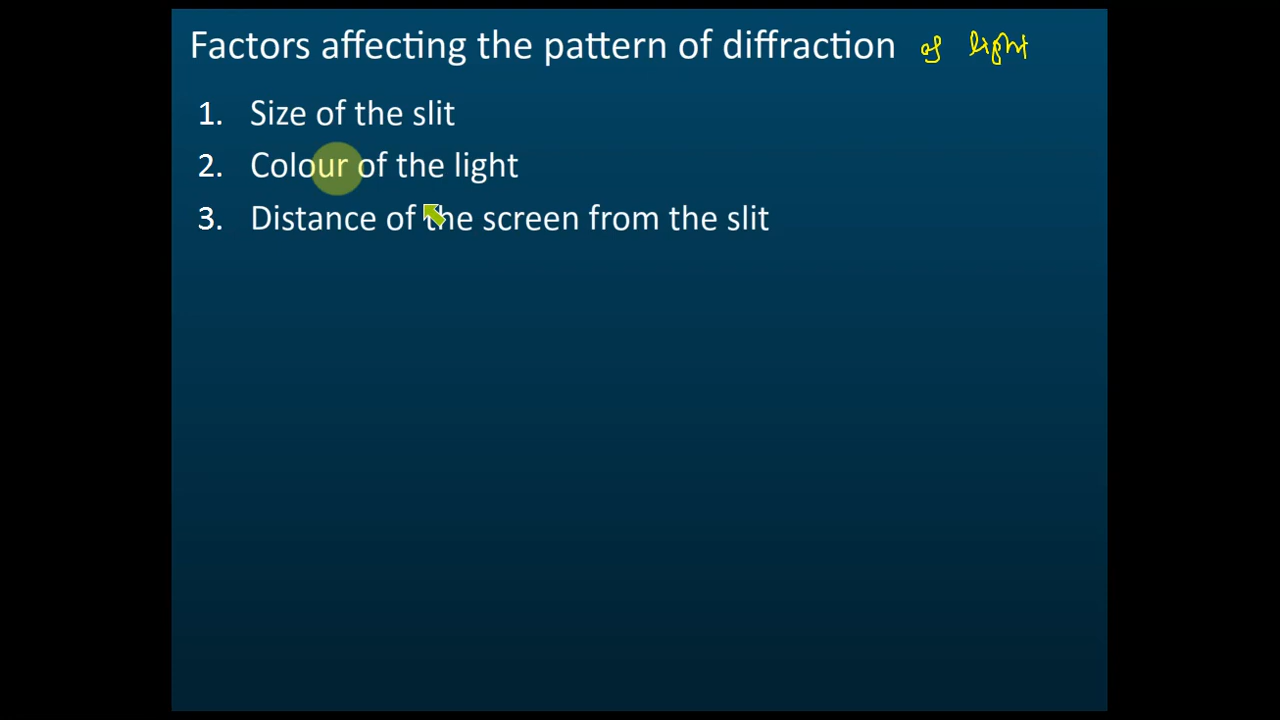 Factors affecting the pattern of diffraction of light
1. Size of the slit
2. Colour of the light
3. Distance of the screen from the slit